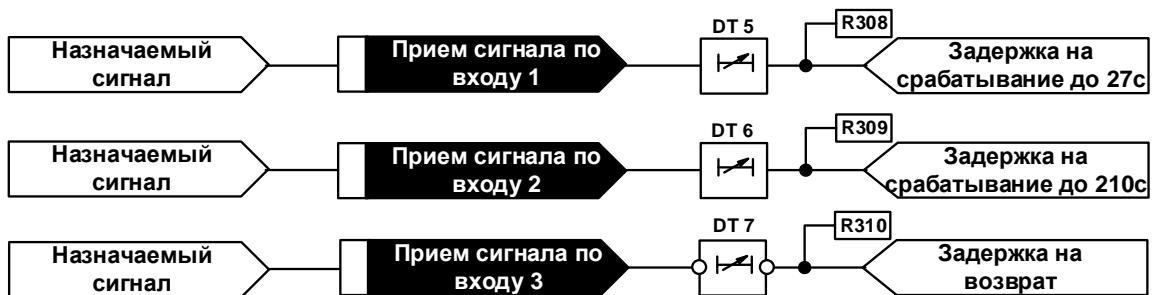 DT 5
R308
Назначаемый
сигнал
Прием сигнала по
входу 1
Задержка на
срабатывание до 27с
DT 6
R309
Назначаемый
сигнал
Прием сигнала по
входу 2
Задержка на
срабатывание до 210с
DT 7
R310
Назначаемый
сигнал
Прием сигнала по
входу 3
Задержка на
возврат